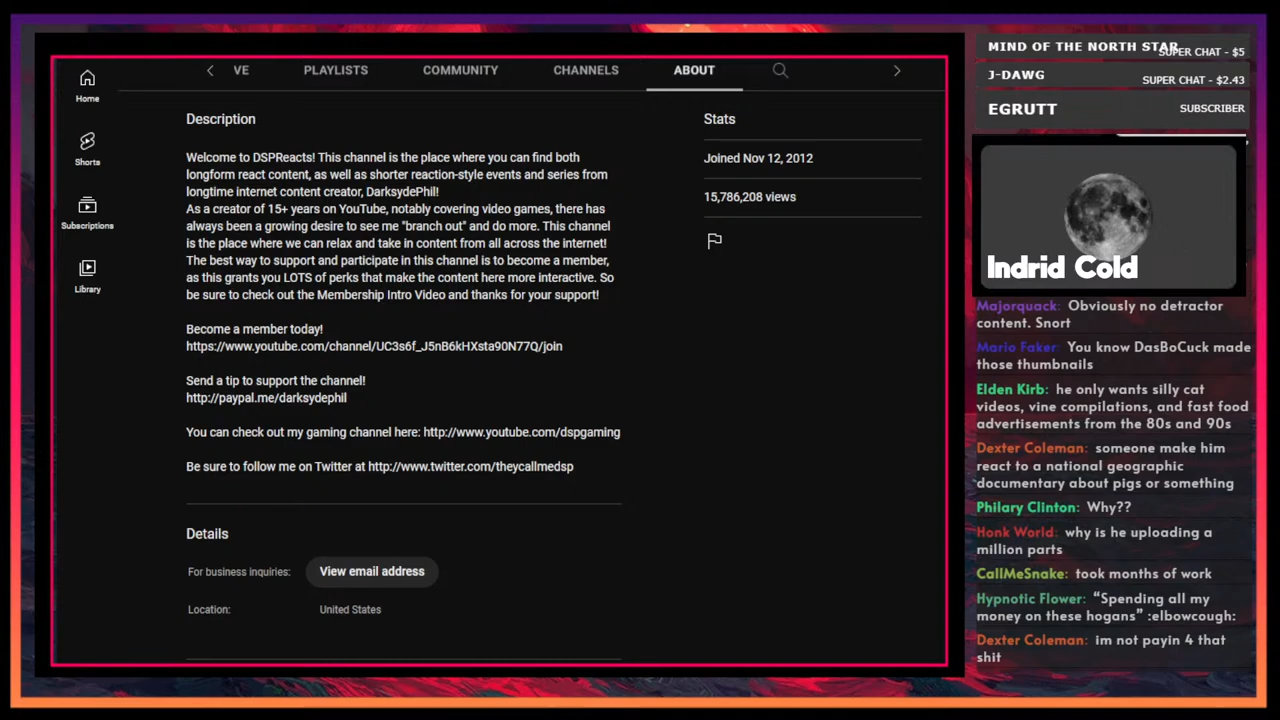 VE
PLAYLISTS
COMMUNITY
CHANNELS
ABOUT
Home
Shorts
Subscriptions
Library
Description
Welcome to DSPReacts! This channel is the place where you can find both
longform react content, as well as shorter reaction-style events and series from
longtime internet content creator, DarksydePhil!
As a creator of 15+ years on YouTube, notably covering video games, there has
always been a growing desire to see me "branch out" and do more. This channel
is the place where we can relax and take in content from all across the internet!
The best way to support and participate in this channel is to become a member,
as this grants you LOTS of perks that make the content here more interactive. So
be sure to check out the Membership Intro Video and thanks for your support!
Become a member today!
https://www.youtube.com/channel/UC3s6f_J5nB6kHXsta90N77Q/join
Send a tip to support the channel!
http://paypal.me/darksydephil
You can check out my gaming channel here: http://www.youtube.com/dspgaming
Be sure to follow me on Twitter at http://www.twitter.com/theycallmedsp
Details
For business inquiries: View email address
Location: United States
Stats
Joined Nov 12, 2012
15,786,208 views
MIND OF THE NORTH STAR SUPER CHAT - $5
J-DAWG SUPER CHAT - $2.43
EGRUTT SUBSCRIBER
Indrid Cold
Majorquack: Obviously no detractor
content. Snort
Mario Faker: You know DasBoCuck made
those thumbnails
Elden Kirb: he only wants silly cat
videos, vine compilations, and fast food
advertisements from the 80s and 90s
Dexter Coleman: someone make him
react to a national geographic
documentary about pigs or something
Philary Clinton: Why??
Honk World: why is he uploading a
million parts
CallMeSnake: took months of work
Hypnotic Flower: “Spending all my
money on these hogans” :elbowcough:
Dexter Coleman: im not payin 4 that
shit